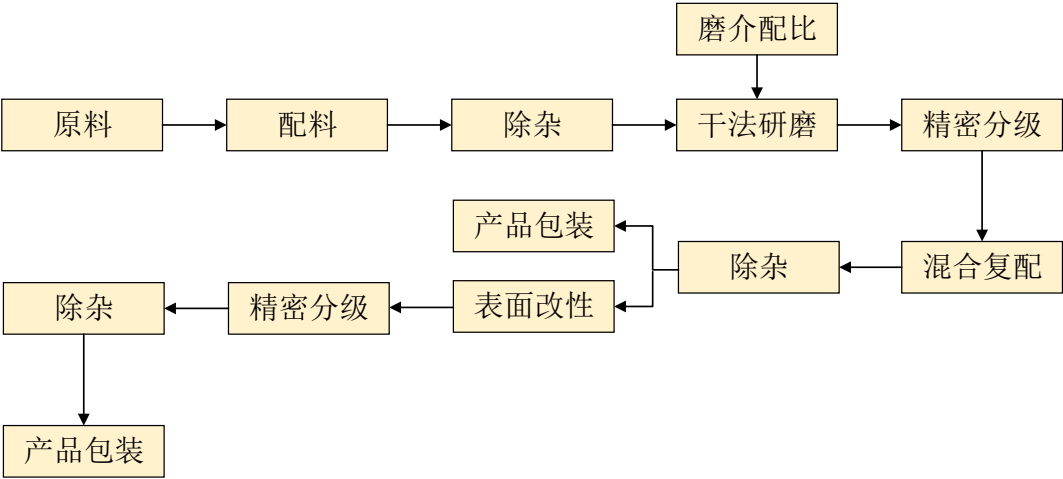 磨介配比
原料
配料
除杂
干法研磨
精密分级
产品包装
除杂
混合复配
除杂
精密分级
表面改性
产品包装